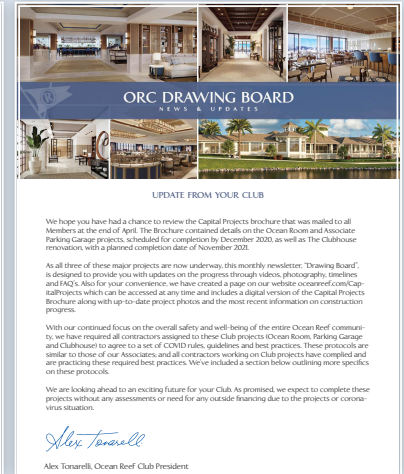 ORC DRAWING BOARD
NEWS & UPDATES
UPDATE FROM YOUR CLUB
We hope you have had a chance to review the Capital Projects brochure that was mailed to all
Members at the end of April. The Brochure contained details on the Ocean Room and Associate
Parking Garage projects, scheduled for completion by December 2020, as well as The Clubhouse
renovation, with a planned completion date of November 2021.
As all three of these major projects are now underway, this monthly newsletter, "Drawing Board",
is designed to provide you with updates on the progress through videos, photography, timelines
and FAQ's. Also for your convenience, we have created a page on our website oceanreef.com/Cap-
italProjects which can be accessed at any time and includes a digital version of the Capital Projects
Brochure along with up-to-date project photos and the most recent information on construction
progress.
With our continued focus on the overall safety and well-being of the entire Ocean Reef communi-
ty, we have required all contractors assigned to these Club projects (Ocean Room, Parking Garage
and Clubhouse) to agree to a set of COVID rules, guidelines and best practices. These protocols are
similar to those of our Associates; and all contractors working on Club projects have complied and
are practicing these required best practices. We've included a section below outlining more specifics
on these protocols.
We are looking ahead to an exciting future for your Club. As promised, we expect to complete these
projects without any assessments or need for any outside financing due to the projects or corona-
virus situation.
Alex Tonarelli
Alex Tonarelli, Ocean Reef Club President